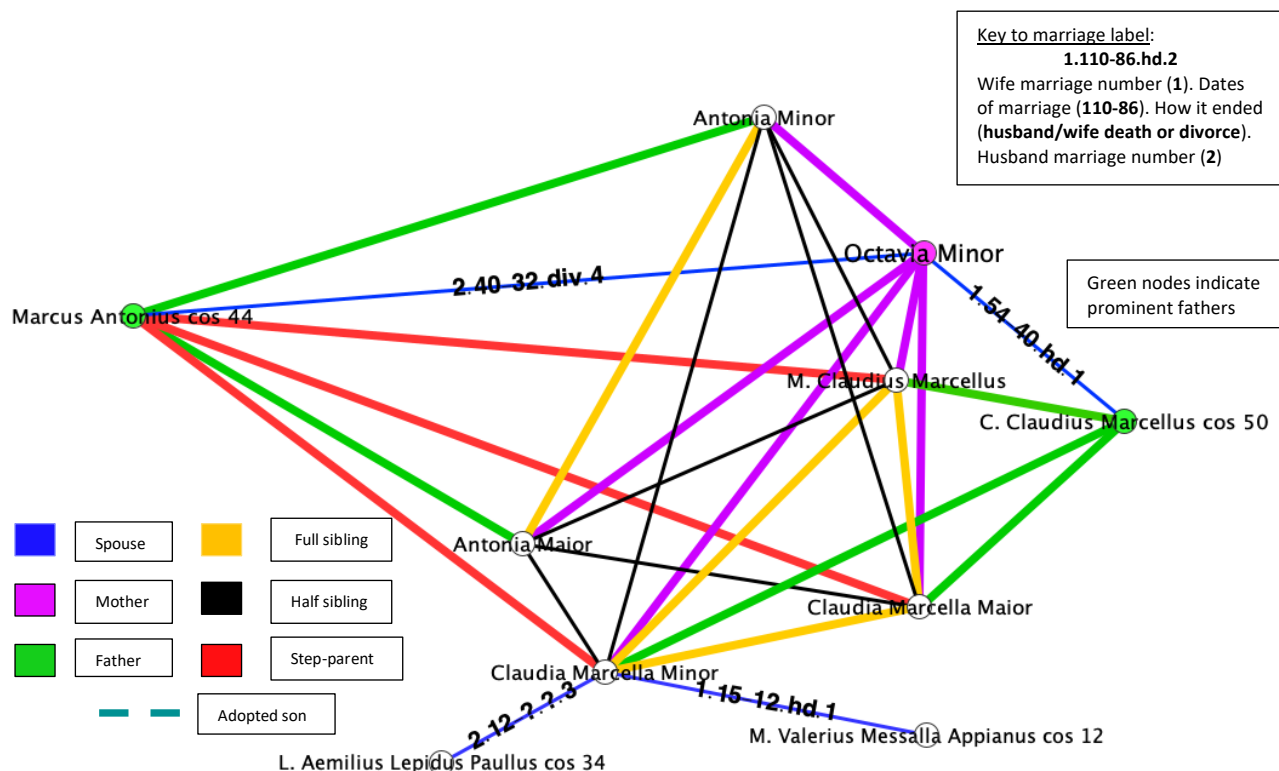 Key to marriage label:
1.110-86.hd.2
Wife marriage number (1). Dates
of marriage (110-86). How it ended
(husband/wife death or divorce).
Husband marriage number (2)
Antonia Minor
Octavia Minor
Green nodes indicate
prominent fathers
2.40 32.div.4
1.54 40.hd.1
Marcus Antonius cos 44
M. Claudius Marcellus
C. Claudius Marcellus cos 50
Antonia Maior
Claudia Marcella Maior
Claudia Marcella Minor
2.12 ?.?.3
1.15 12.hd.1
M. Valerius Messalla Appianus cos 12
L. Aemilius Lepidus Paullus cos 34
Spouse
Full sibling
Mother
Half sibling
Father
Step-parent
Adopted son